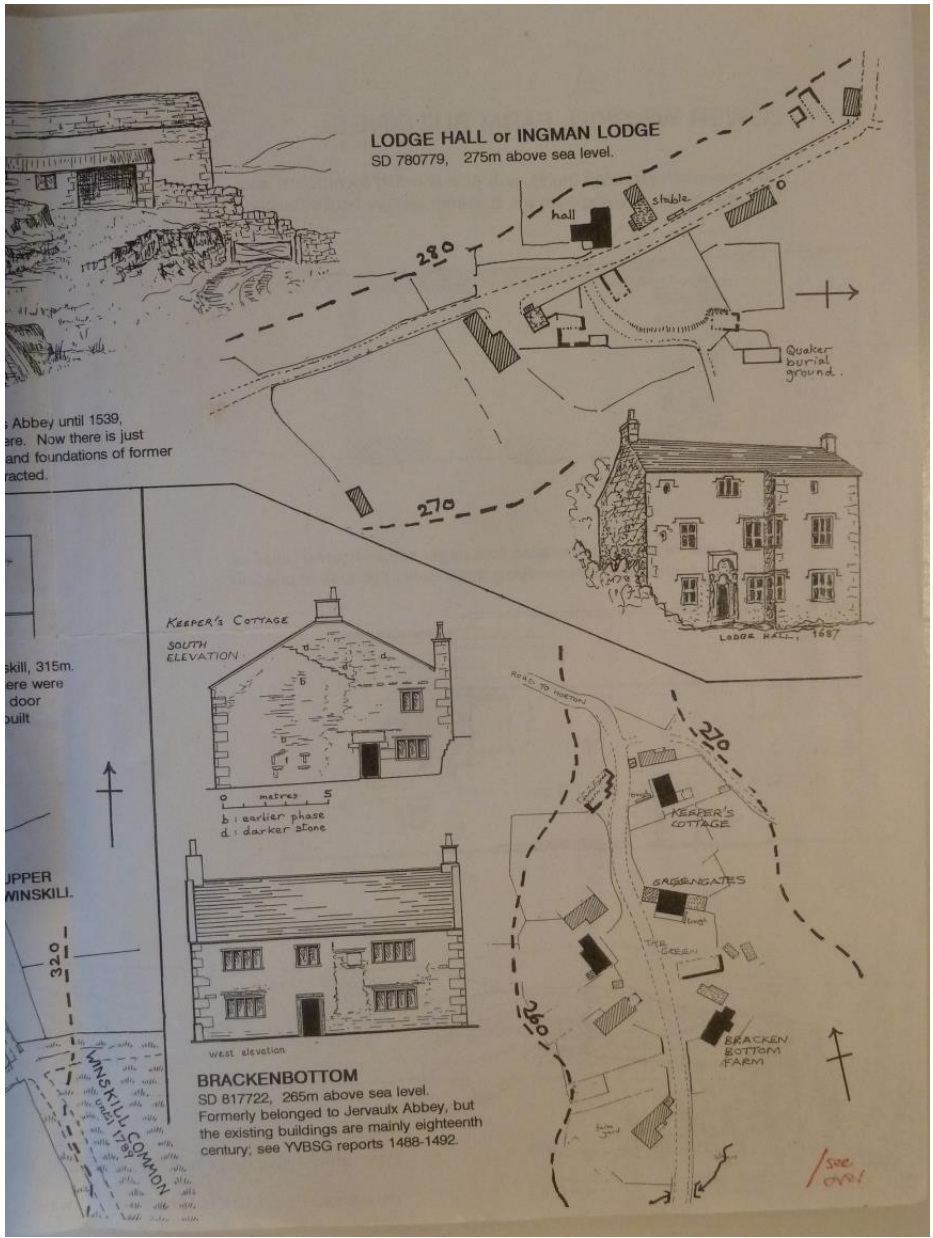 LODGE HALL or INGMAN LODGE
SD 780779, 275m above sea level.
hall
stable
280
Quaker
burial
ground.
270
LODGE HALL, 1687
Abbey until 1539,
ere. Now there is just
and foundations of former
racted.
skill, 315m.
ere were
door
built
UPPER
WINSKILL.
320
WINSKILL COMMON
until 1789
KEEPER'S COTTAGE
SOUTH
ELEVATION
d
d
d
b
0 metres 5
b : earlier phase
d : darker stone
west elevation
BRACKENBOTTOM
SD 817722, 265m above sea level.
Formerly belonged to Jervaulx Abbey, but
the existing buildings are mainly eighteenth
century; see YVBSG reports 1488-1492.
ROAD TO HORTON
270
KEEPER'S
COTTAGE
GREENGATES
THE
GREEN
260
BRACKEN
BOTTOM
FARM
farm
yard
see
over